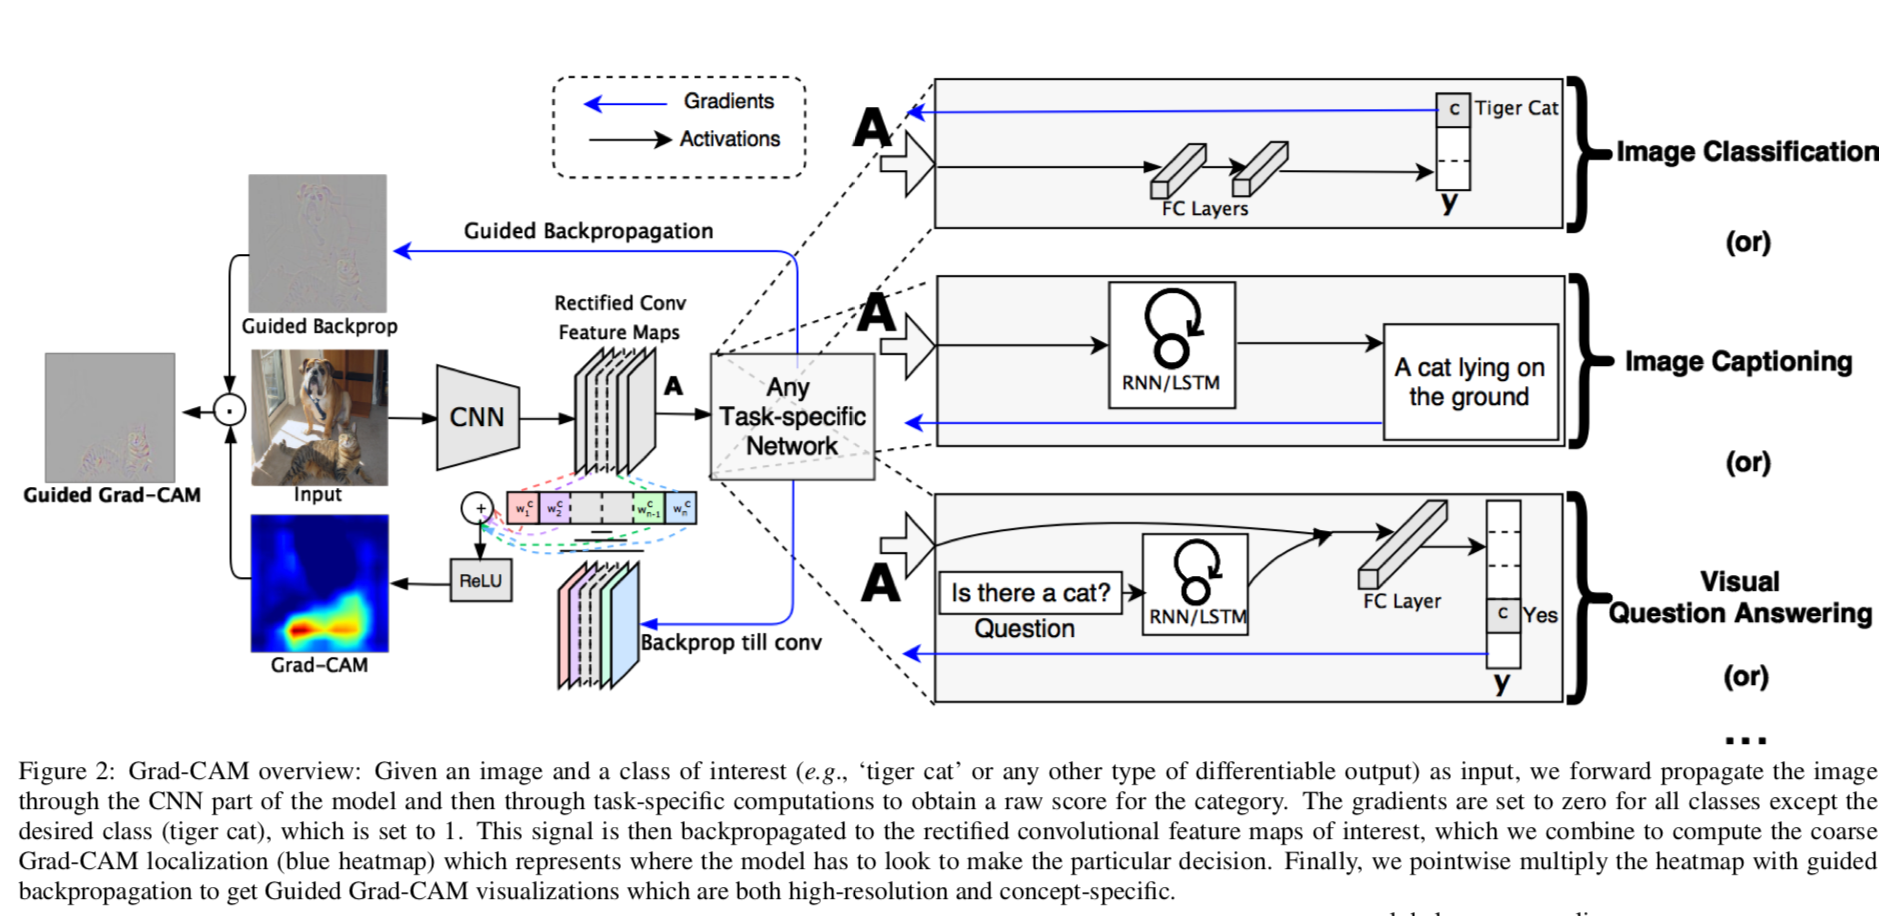 Gradients
Activations
A
c Tiger Cat
FC Layers
y
Image Classification
(or)
Guided Backpropagation
Guided Backprop
Rectified Conv
Feature Maps
A
Any
Task-specific
Network
CNN
Input
Guided Grad-CAM
A
RNN/LSTM
A cat lying on
the ground
Image Captioning
(or)
+
w1c w2c wn-1c wnc
ReLU
Grad-CAM
Backprop till conv
A
Is there a cat?
Question
RNN/LSTM
FC Layer
c Yes
y
Visual
Question Answering
(or)
...
Figure 2: Grad-CAM overview: Given an image and a class of interest (e.g., ‘tiger cat’ or any other type of differentiable output) as input, we forward propagate the image
through the CNN part of the model and then through task-specific computations to obtain a raw score for the category. The gradients are set to zero for all classes except the
desired class (tiger cat), which is set to 1. This signal is then backpropagated to the rectified convolutional feature maps of interest, which we combine to compute the coarse
Grad-CAM localization (blue heatmap) which represents where the model has to look to make the particular decision. Finally, we pointwise multiply the heatmap with guided
backpropagation to get Guided Grad-CAM visualizations which are both high-resolution and concept-specific.